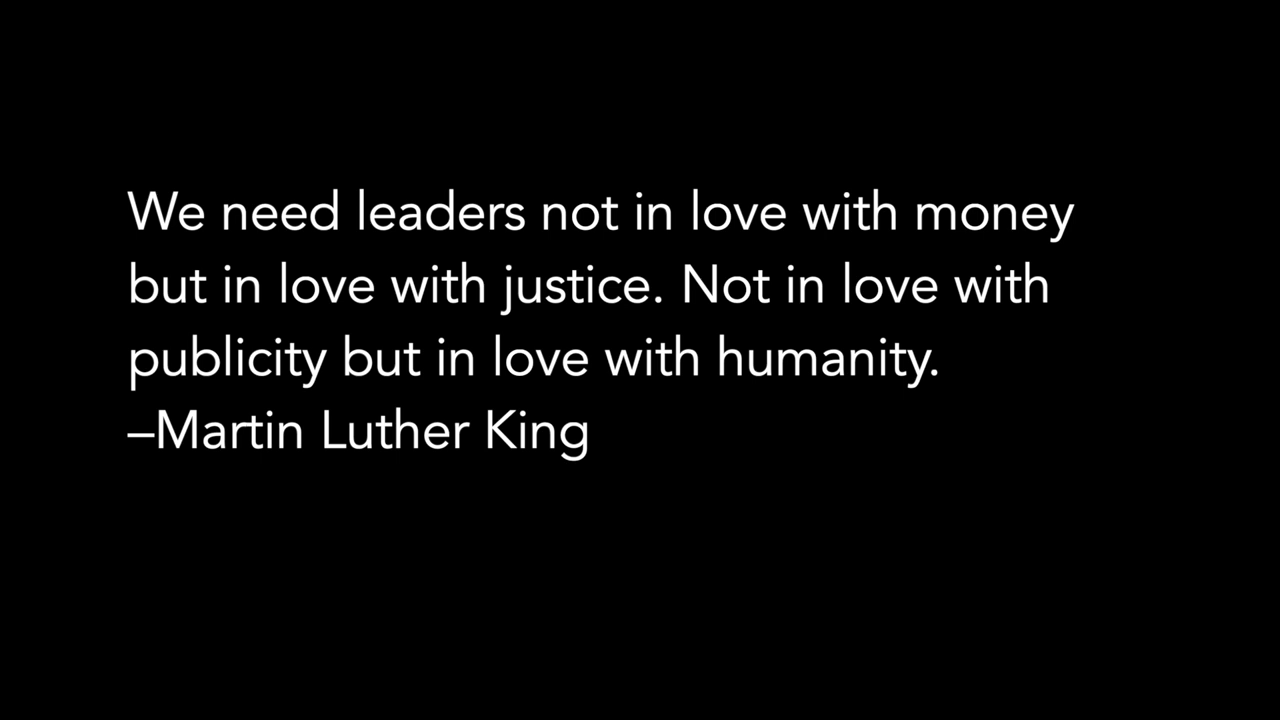 We need leaders not in love with money
but in love with justice. Not in love with
publicity but in love with humanity.
–Martin Luther King